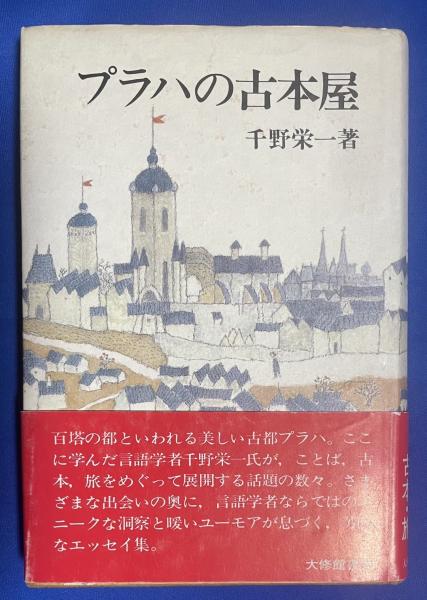 プラハの古本屋
千野栄一著
百塔の都といわれる美しい古都プラハ。ここ
に学んだ言語学者千野栄一氏が，ことば，古
本，旅をめぐって展開する話題の数々。さま
ざまな出会いの奥に，言語学者ならではの
ニークな洞察と暖いユーモアが息づく，
なエッセイ集。
大修館
古本・旅